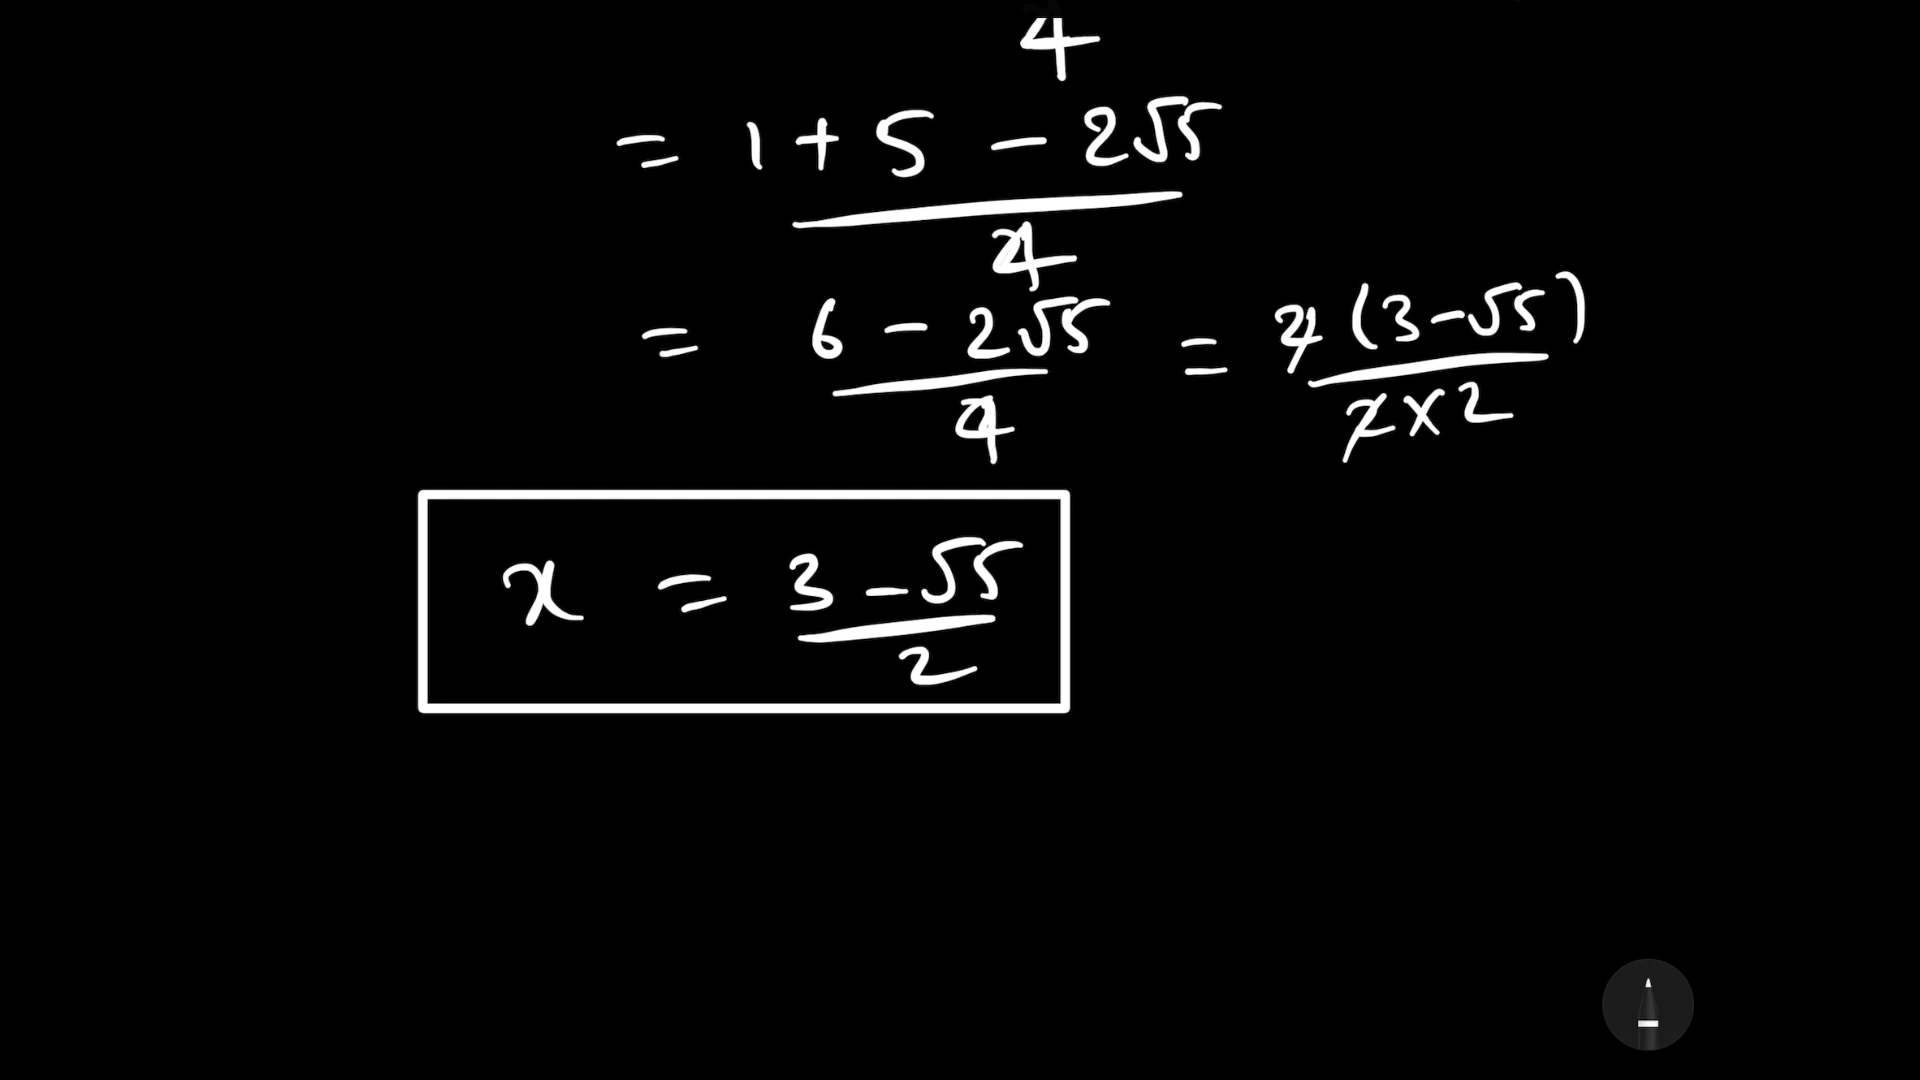 4
= 1 + 5 - 2√5
4
= 6 - 2√5 = 2 (3 - √5)
4 2 x 2
x = 3 - √5
2